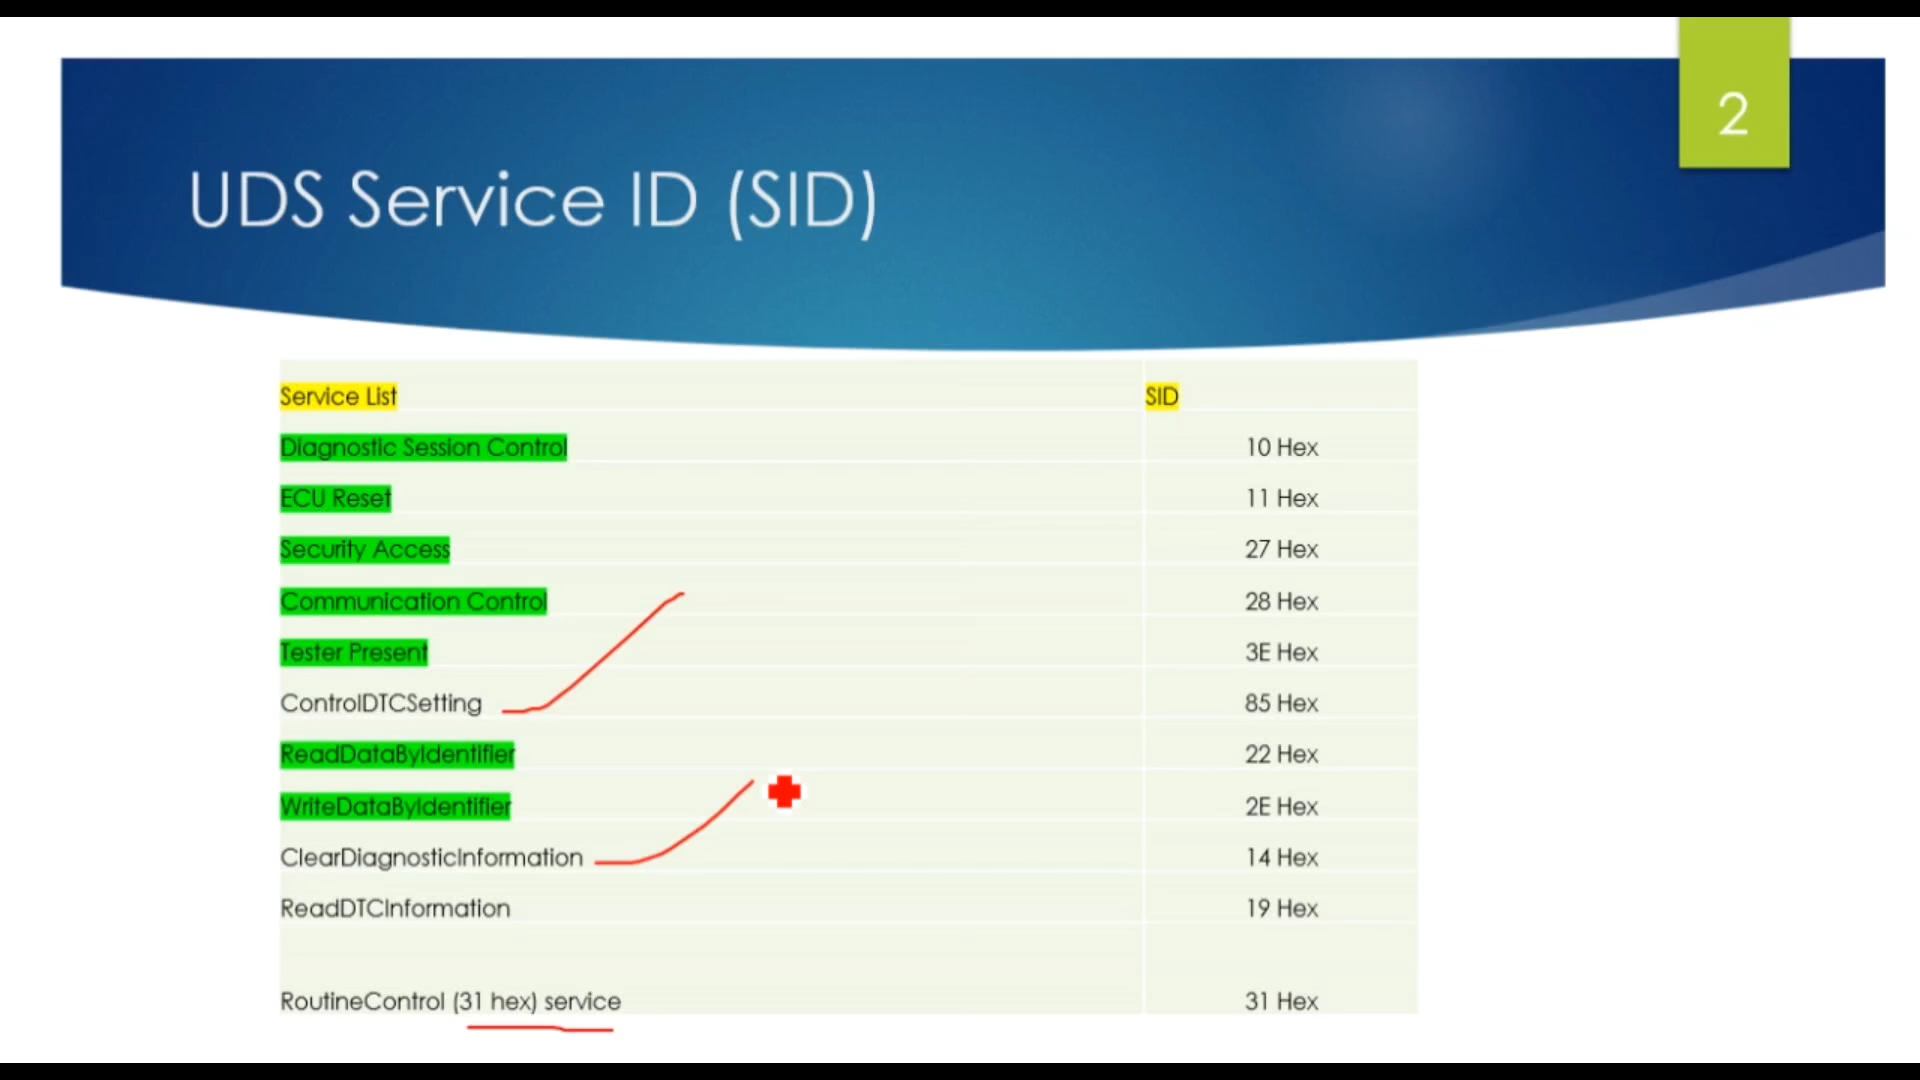 2
UDS Service ID (SID)
Service List SID
Diagnostic Session Control 10 Hex
ECU Reset 11 Hex
Security Access 27 Hex
Communication Control 28 Hex
Tester Present 3E Hex
ControlDTCSetting 85 Hex
ReadDataByIdentifier 22 Hex
WriteDataByIdentifier 2E Hex
ClearDiagnosticInformation 14 Hex
ReadDTCInformation 19 Hex
RoutineControl (31 hex) service 31 Hex